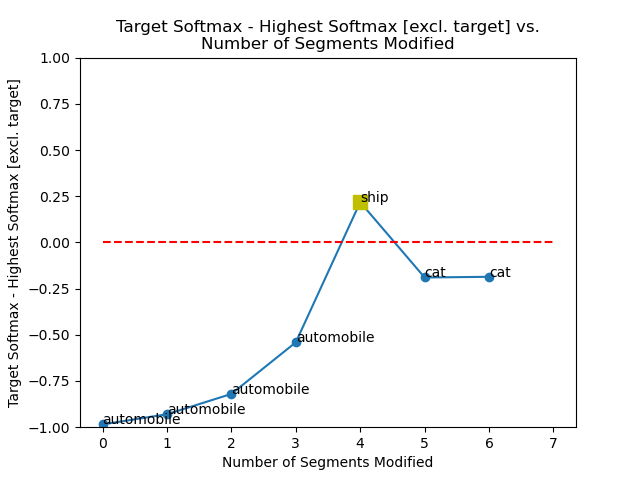 Target Softmax - Highest Softmax [excl. target] vs.
Number of Segments Modified
Target Softmax - Highest Softmax [excl. target]
1.00
0.75
0.50
0.25
0.00
−0.25
−0.50
−0.75
−1.00
ship
cat
cat
automobile
automobile
automobile
automobile
0 1 2 3 4 5 6 7
Number of Segments Modified